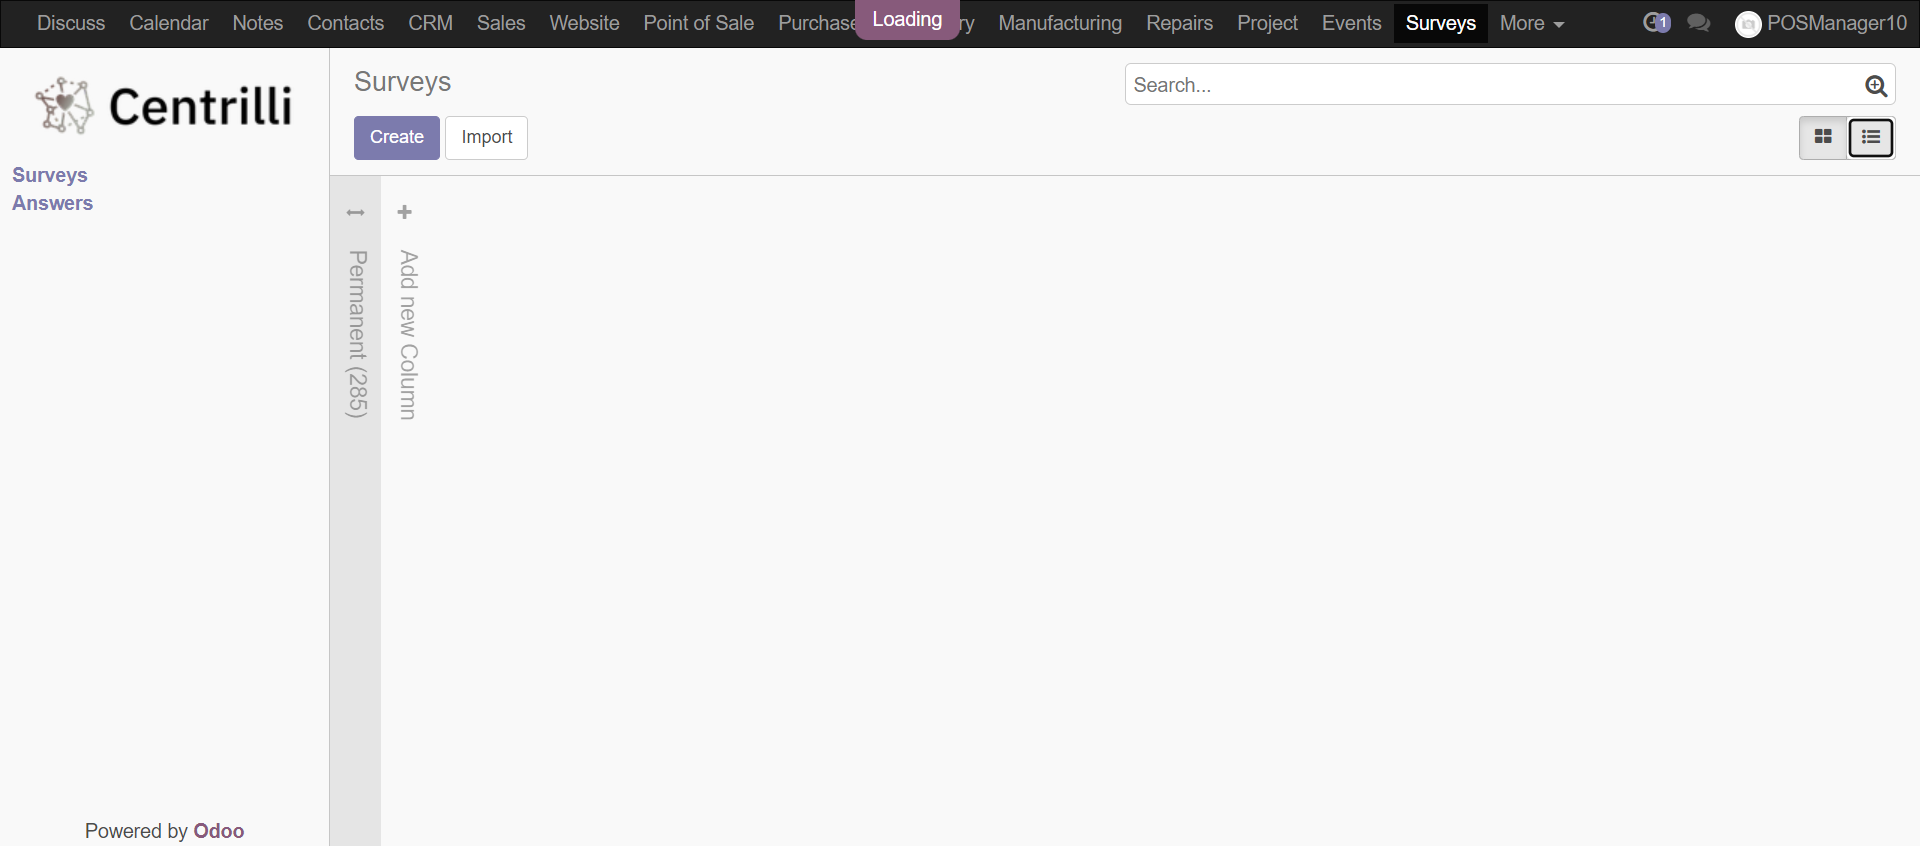 Discuss Calendar Notes Contacts CRM Sales Website Point of Sale Purchase Loading ry Manufacturing Repairs Project Events Surveys More 1 POSManager10
Centrilli
Surveys
Answers
Powered by Odoo
Surveys
Search...
Create Import
Permanent (285)
Add new Column